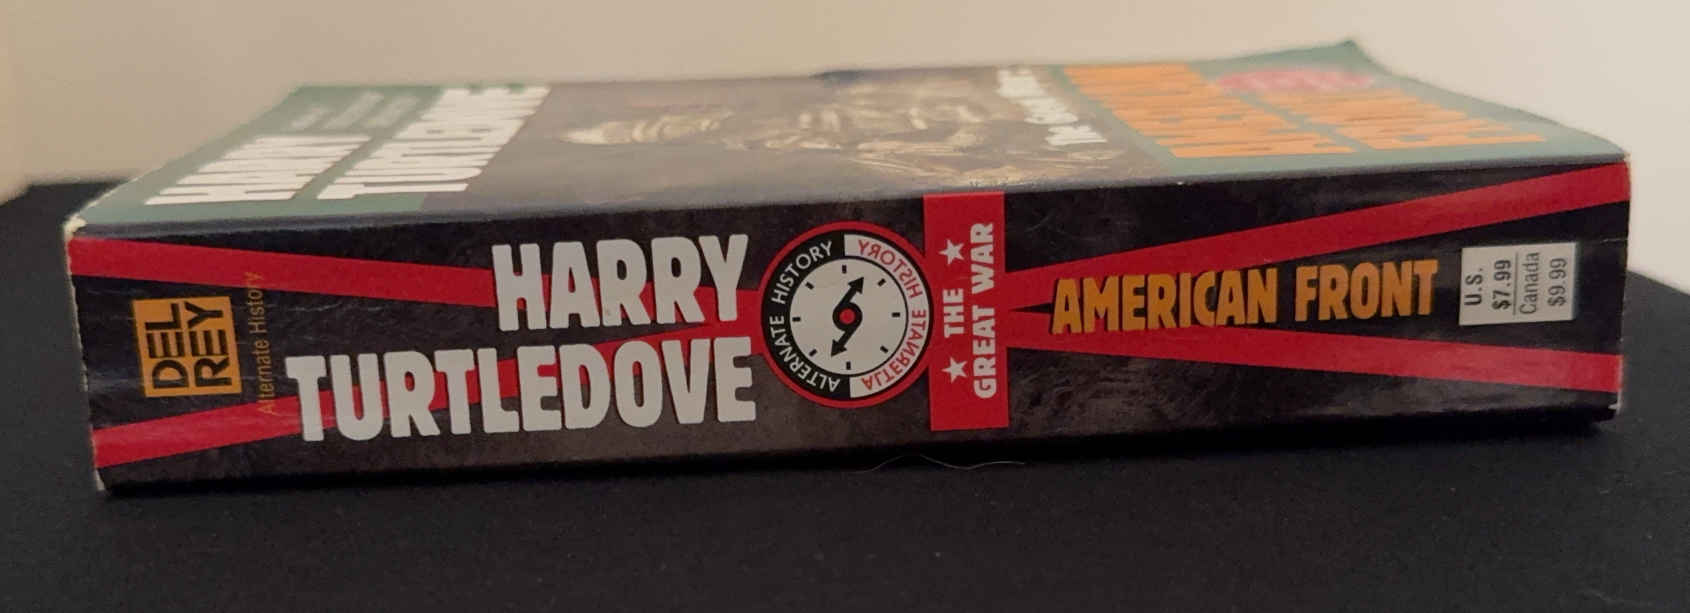 HARRY
TURTLEDOVE
DEL
REY
Alternate History
HARRY
TURTLEDOVE
ALTERNATE HISTORY
ALTERNATE HISTORY
★ THE ★
GREAT WAR
AMERICAN FRONT
U.S.
$7.99
Canada
$9.99